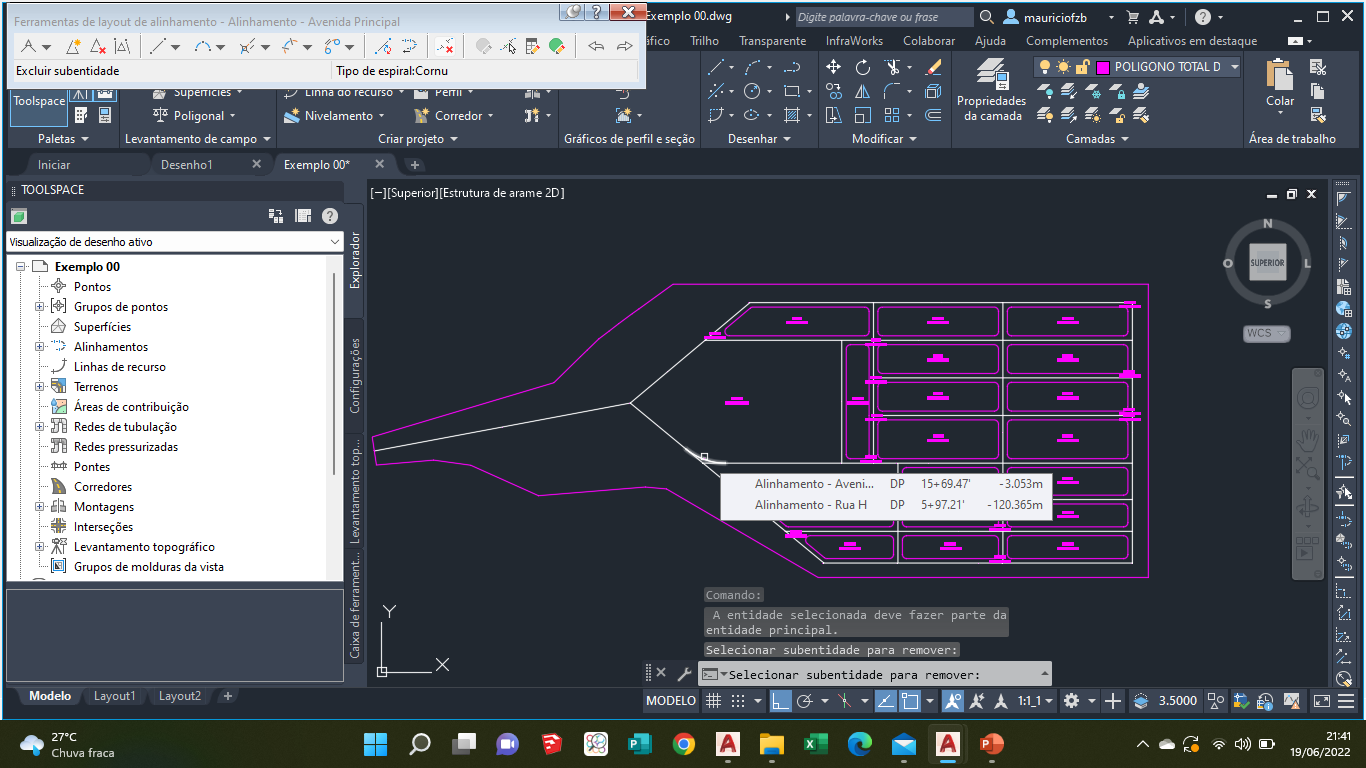 Ferramentas de layout de alinhamento - Alinhamento - Avenida Principal
Exemplo 00.dwg
Digite palavra-chave ou frase
mauriciofzb
Trilho
Transparente
InfraWorks
Colaborar
Ajuda
Complementos
Aplicativos em destaque
Excluir subentidade
Tipo de espiral:Cornu
Toolspace
Superfícies
Linha do recurso
Perfil
Poligonal
Nivelamento
Corredor
Propriedades
da camada
POLIGONO TOTAL D
Colar
Paletas
Levantamento de campo
Criar projeto
Gráficos de perfil e seção
Desenhar
Modificar
Camadas
Área de trabalho
Iniciar
Desenho1
Exemplo 00*
TOOLSPACE
[−][Superior][Estrutura de arame 2D]
Visualização de desenho ativo
Exemplo 00
Pontos
Grupos de pontos
Superfícies
Alinhamentos
Linhas de recurso
Terrenos
Áreas de contribuição
Redes de tubulação
Redes pressurizadas
Pontes
Corredores
Montagens
Interseções
Levantamento topográfico
Grupos de molduras da vista
Explorador
Configurações
Levantamento top...
Caixa de ferrament...
N
O
SUPERIOR
L
S
WCS
Alinhamento - Aveni... DP 15+69.47' -3.053m
Alinhamento - Rua H DP 5+97.21' -120.365m
Y
X
Comando:
A entidade selecionada deve fazer parte da
entidade principal.
Selecionar subentidade para remover:
Selecionar subentidade para remover:
Modelo
Layout1
Layout2
MODELO
1:1_1
3.5000
27°C
Chuva fraca
21:41
19/06/2022